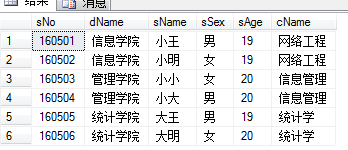 消息
sNo dName sName sSex sAge cName
1 160501 信息学院 小王 男 19 网络工程
2 160502 信息学院 小明 女 19 网络工程
3 160503 管理学院 小小 女 20 信息管理
4 160504 管理学院 小大 男 20 信息管理
5 160505 统计学院 大王 男 19 统计学
6 160506 统计学院 大明 女 20 统计学